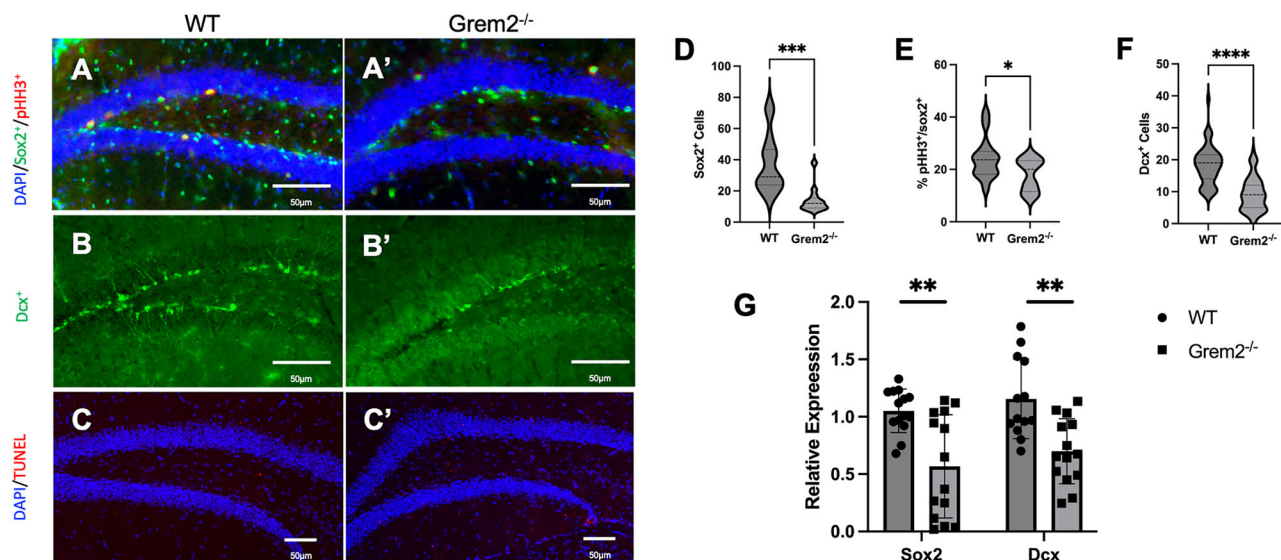 WT
Grem2-/-
DAPI/Sox2+/pHH3+
A
50μm
A'
50μm
Dcx+
B
50μm
B'
50μm
DAPI/TUNEL
C
50μm
C'
50μm
D
***
Sox2+ Cells
100
80
60
40
20
0
WT
Grem2-/-
E
*
% pHH3+/sox2+
60
40
20
0
WT
Grem2-/-
F
****
Dcx+ Cells
50
40
30
20
10
0
WT
Grem2-/-
G
**
**
Relative Expreession
2.0
1.5
1.0
0.5
0.0
Sox2
Dcx
WT
Grem2-/-